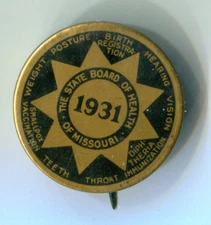 BIRTH REGISTRATION
HEARING
VISION
DIPHTHERIA IMMUNIZATION
THROAT
TEETH
SMALLPOX VACCINATION
WEIGHT
POSTURE
THE STATE BOARD OF HEALTH
OF MISSOURI
1931